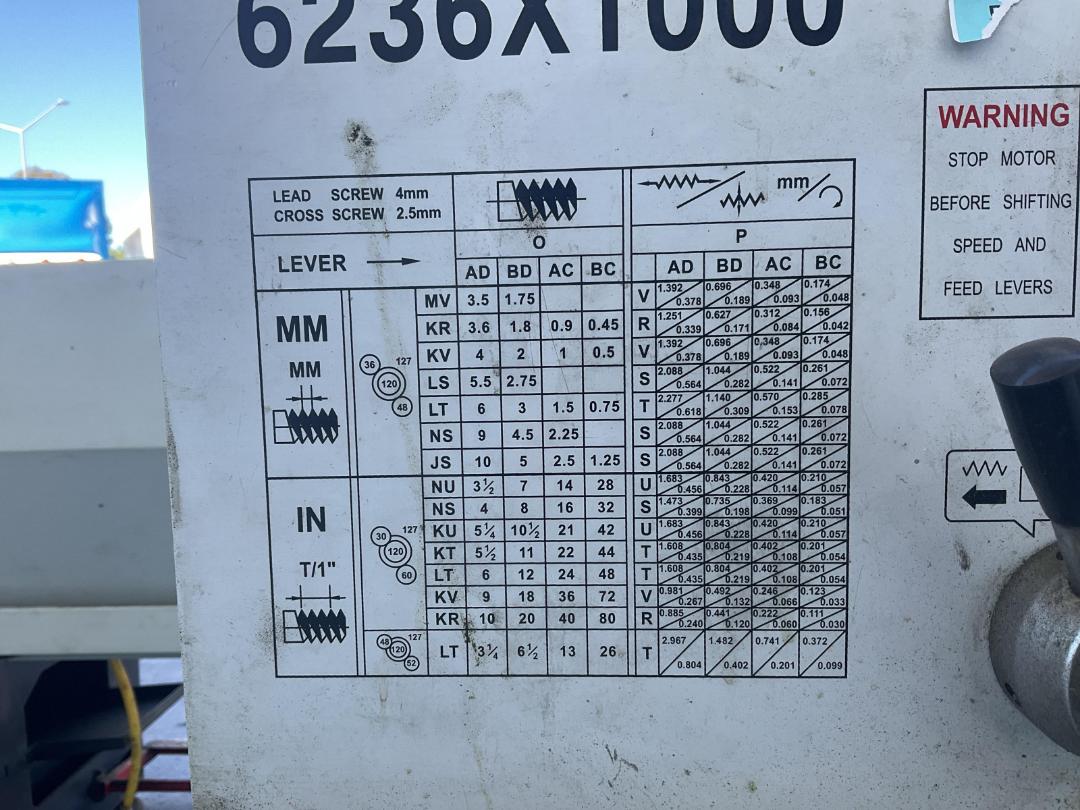 6236X1000
WARNING
STOP MOTOR
BEFORE SHIFTING
SPEED AND
FEED LEVERS
LEAD SCREW 4mm
CROSS SCREW 2.5mm
mm/
O P
LEVER
AD BD AC BC AD BD AC BC
MM
MM
36 127
120
48
MV 3.5 1.75 V 1.392 0.378 0.696 0.189 0.348 0.093 0.174 0.048
KR 3.6 1.8 0.9 0.45 R 1.251 0.339 0.627 0.171 0.312 0.084 0.156 0.042
KV 4 2 1 0.5 V 1.392 0.378 0.696 0.189 0.348 0.093 0.174 0.048
LS 5.5 2.75 S 2.088 0.564 1.044 0.282 0.522 0.141 0.261 0.072
LT 6 3 1.5 0.75 T 2.277 0.618 1.140 0.309 0.570 0.153 0.285 0.078
NS 9 4.5 2.25 S 2.088 0.564 1.044 0.282 0.522 0.141 0.261 0.072
JS 10 5 2.5 1.25 S 2.088 0.564 1.044 0.282 0.522 0.141 0.261 0.072
IN
T/1"
30 127
120
60
NU 3½ 7 14 28 U 1.683 0.456 0.843 0.228 0.420 0.114 0.210 0.057
NS 4 8 16 32 S 1.473 0.399 0.735 0.198 0.369 0.099 0.183 0.051
KU 5¼ 10½ 21 42 U 1.683 0.456 0.843 0.228 0.420 0.114 0.210 0.057
KT 5½ 11 22 44 T 1.608 0.435 0.804 0.219 0.402 0.108 0.201 0.054
LT 6 12 24 48 T 1.608 0.435 0.804 0.219 0.402 0.108 0.201 0.054
KV 9 18 36 72 V 0.981 0.267 0.492 0.132 0.246 0.066 0.123 0.033
KR 10 20 40 80 R 0.885 0.240 0.441 0.120 0.222 0.060 0.111 0.030
48 127
120
52
LT 3¼ 6½ 13 26 T 2.967 0.804 1.482 0.402 0.741 0.201 0.372 0.099